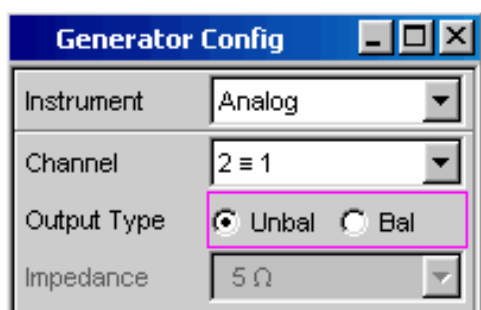 Generator Config
Instrument Analog
Channel 2 ≡ 1
Output Type Unbal Bal
Impedance 5 Ω